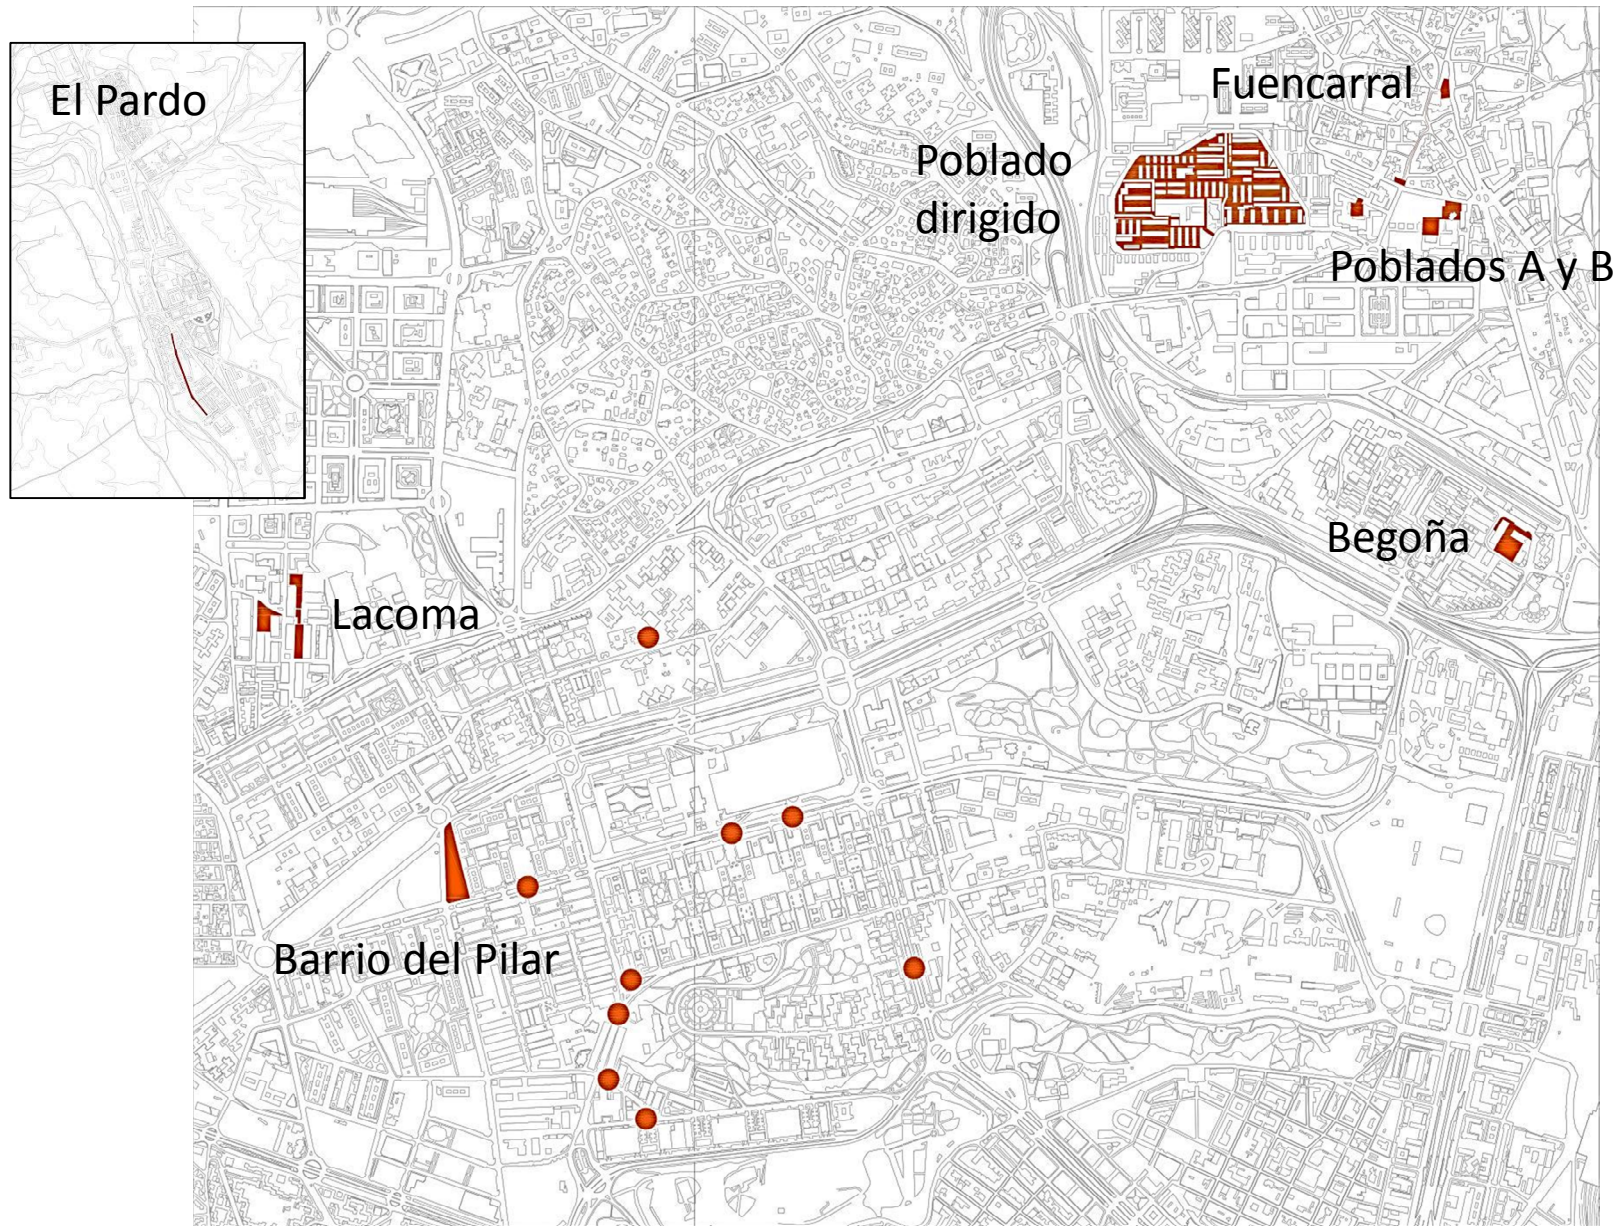 El Pardo
Fuencarral
Poblado
dirigido
Poblados A y B
Begoña
Lacoma
Barrio del Pilar